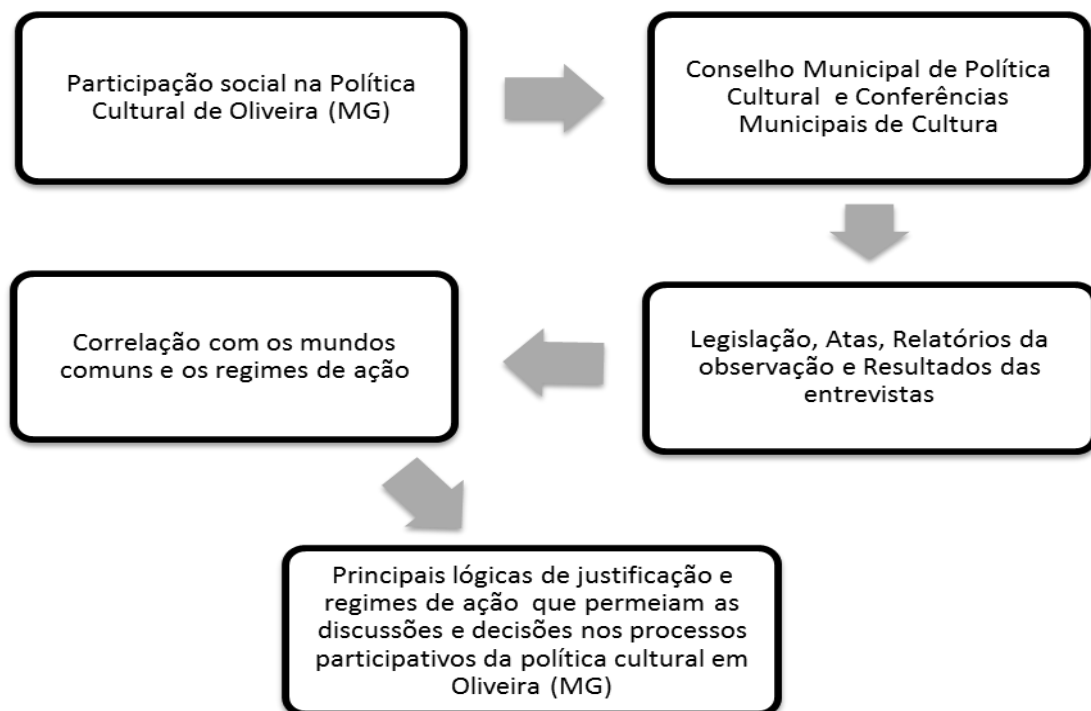 Participação social na Política
Cultural de Oliveira (MG)
Conselho Municipal de Política
Cultural e Conferências
Municipais de Cultura
Legislação, Atas, Relatórios da
observação e Resultados das
entrevistas
Correlação com os mundos
comuns e os regimes de ação
Principais lógicas de justificação e
regimes de ação que permeiam as
discussões e decisões nos processos
participativos da política cultural em
Oliveira (MG)